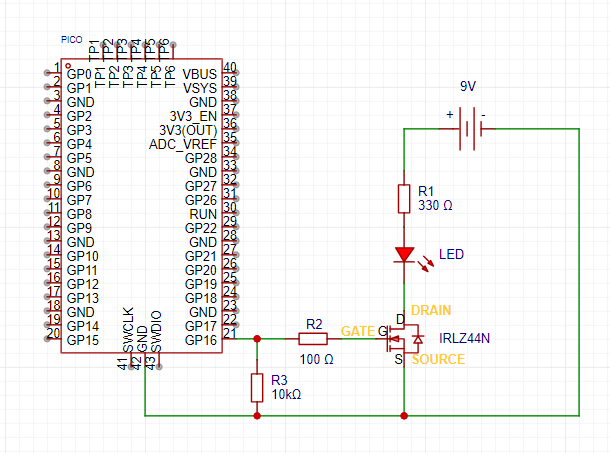 PICO
TP1
TP2
TP3
TP4
TP5
TP6
TP1
TP2
TP3
TP4
TP5
TP6
1 GP0 VBUS 40
2 GP1 VSYS 39
3 GND GND 38
4 GP2 3V3_EN 37
5 GP3 3V3(OUT) 36
6 GP4 ADC_VREF 35
7 GP5 GP28 34
8 GND GND 33
9 GP6 GP27 32
10 GP7 GP26 31
11 GP8 RUN 30
12 GP9 GP22 29
13 GND GND 28
14 GP10 GP21 27
15 GP11 GP20 26
16 GP12 GP19 25
17 GP13 GP18 24
18 GND GND 23
19 GP14 GP17 22
20 GP15 GP16 21
SWCLK
GND
SWDIO
41
42
43
9V
+ -
R1
330 Ω
LED
D DRAIN
GATE G
IRLZ44N
S SOURCE
R2
100 Ω
R3
10kΩ